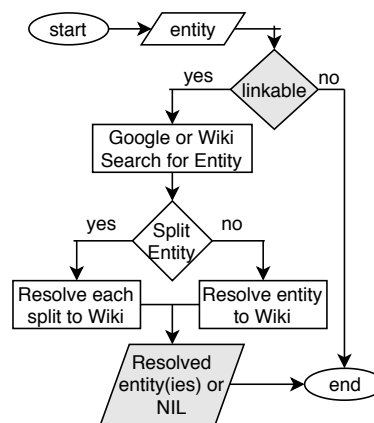 start
entity
linkable
yes
no
Google or Wiki
Search for Entity
Split
Entity
yes
no
Resolve each
split to Wiki
Resolve entity
to Wiki
Resolved
entity(ies) or
NIL
end